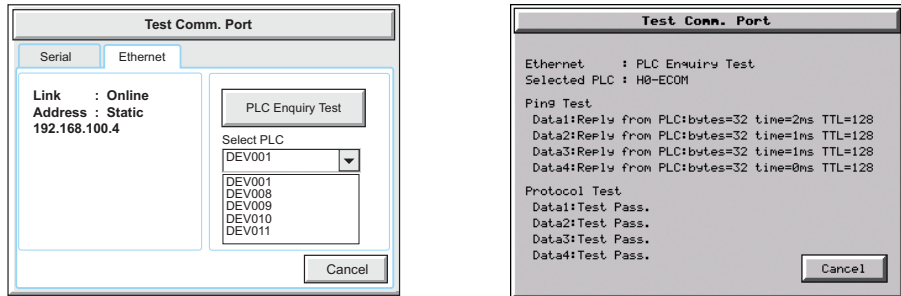 Test Comm. Port
Serial Ethernet
Link : Online
Address : Static
192.168.100.4
PLC Enquiry Test
Select PLC
DEV001
DEV001
DEV008
DEV009
DEV010
DEV011
Cancel
Test Comm. Port
Ethernet : PLC Enquiry Test
Selected PLC : H0-ECOM
Ping Test
Data1:Reply from PLC:bytes=32 time=2ms TTL=128
Data2:Reply from PLC:bytes=32 time=1ms TTL=128
Data3:Reply from PLC:bytes=32 time=1ms TTL=128
Data4:Reply from PLC:bytes=32 time=0ms TTL=128
Protocol Test
Data1:Test Pass.
Data2:Test Pass.
Data3:Test Pass.
Data4:Test Pass.
Cancel